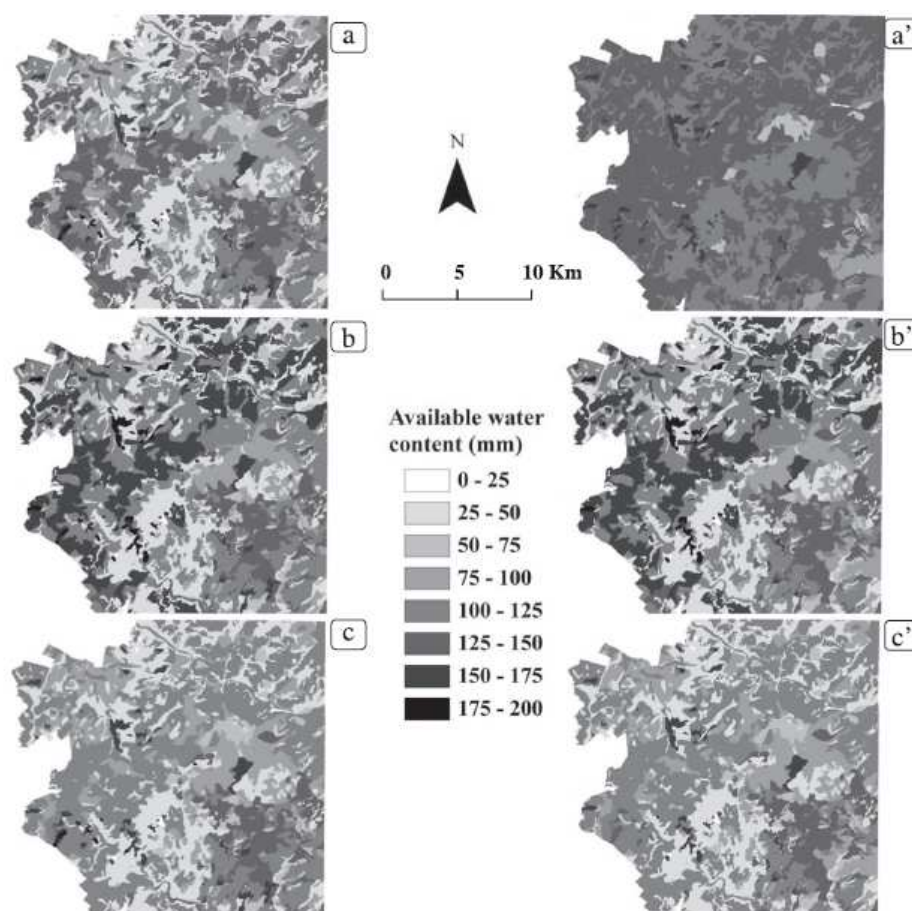 a
a'
N
0 5 10 Km
b
b'
Available water
content (mm)
0 - 25
25 - 50
50 - 75
75 - 100
100 - 125
125 - 150
150 - 175
175 - 200
c
c'